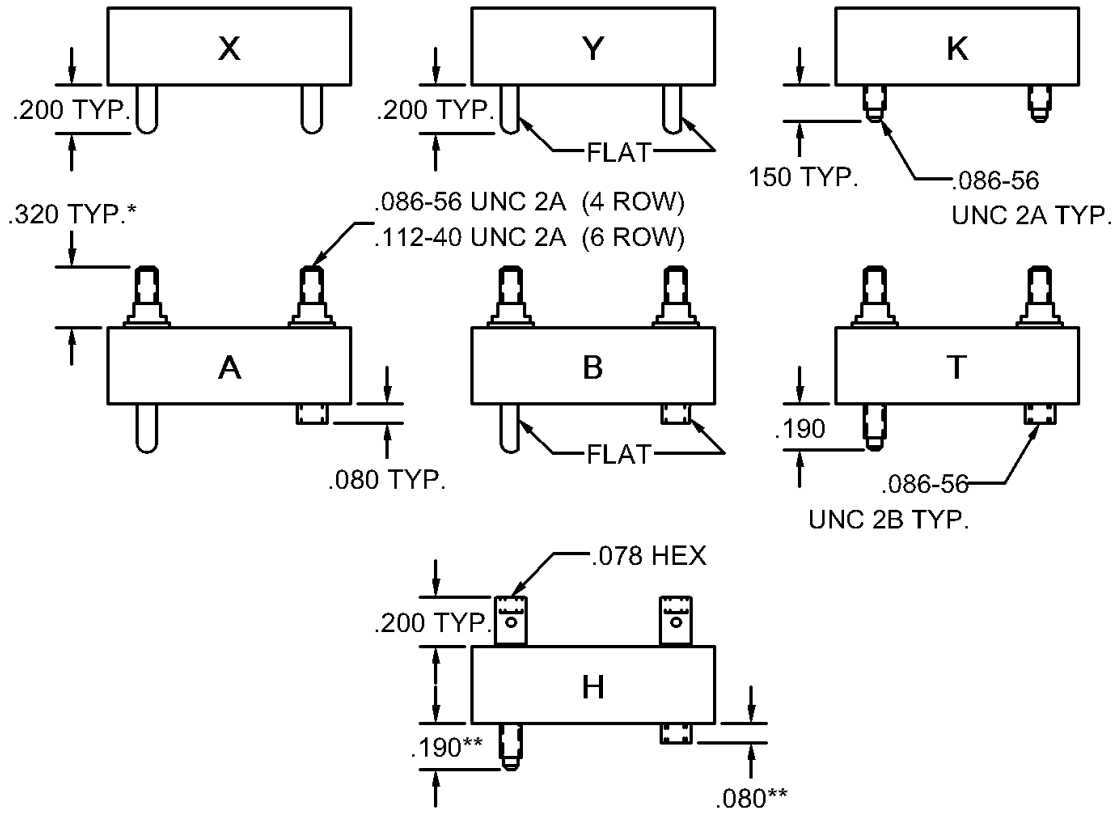 X
Y
K
.200 TYP.
.200 TYP.
FLAT
150 TYP.
.086-56
UNC 2A TYP.
.320 TYP.*
.086-56 UNC 2A (4 ROW)
.112-40 UNC 2A (6 ROW)
A
B
T
.080 TYP.
FLAT
.190
.086-56
UNC 2B TYP.
.078 HEX
.200 TYP.
H
.190**
.080**